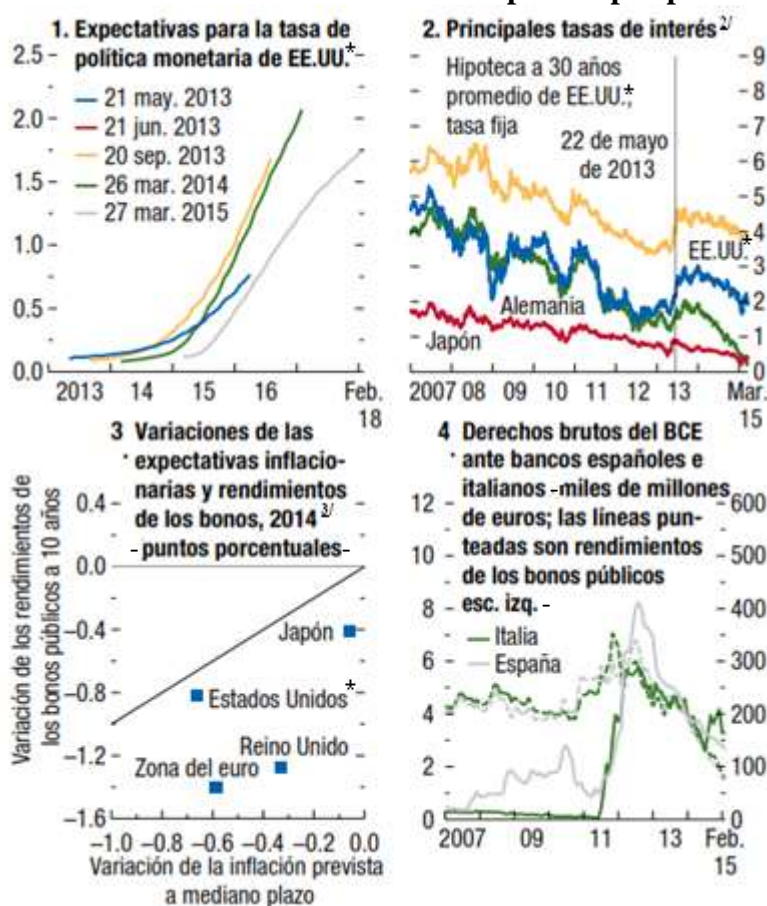 1. Expectativas para la tasa de
política monetaria de EE.UU.*
2.5
2.0
1.5
1.0
0.5
0.0
21 may. 2013
21 jun. 2013
20 sep. 2013
26 mar. 2014
27 mar. 2015
2013 14 15 16 Feb.
18
2. Principales tasas de interés 2/
Hipoteca a 30 años
promedio de EE.UU.,*
tasa fija
22 de mayo
de 2013
EE.UU.*
Alemania
Japón
9
8
7
6
5
4
3
2
1
0
2007 08 09 10 11 12 13 Mar.
15
3 Variaciones de las
expectativas inflacio-
narias y rendimientos
de los bonos, 2014 3/
-puntos porcentuales-
Variación de los rendimientos de
los bonos públicos a 10 años
0.4
0.0
−0.4
−0.8
−1.2
−1.6
Japón
Estados Unidos*
Reino Unido
Zona del euro
−1.0 −0.8 −0.6 −0.4 −0.2 0.0
Variación de la inflación prevista
a mediano plazo
4 Derechos brutos del BCE
ante bancos españoles e
italianos -miles de millones
de euros; las líneas pun-
teadas son rendimientos
de los bonos públicos
esc. izq. -
Italia
España
12
10
8
6
4
2
0
600
500
400
300
200
100
0
2007 09 11 13 Feb.
15